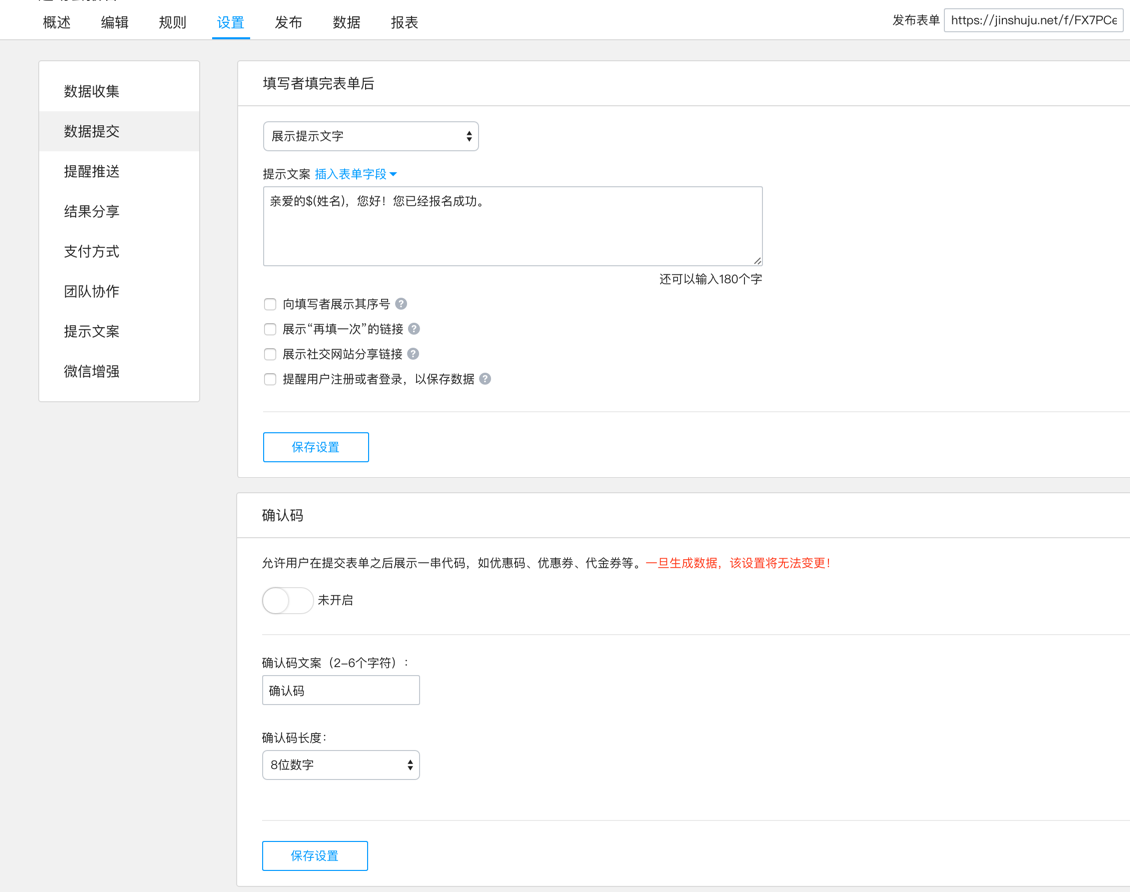 概述 编辑 规则 设置 发布 数据 报表 发布表单 https://jinshuju.net/f/FX7PCe
数据收集
数据提交
提醒推送
结果分享
支付方式
团队协作
提示文案
微信增强
填写者填完表单后
展示提示文字
提示文案 插入表单字段
亲爱的$(姓名)，您好！您已经报名成功。
还可以输入180个字
向填写者展示其序号 ?
展示“再填一次”的链接 ?
展示社交网站分享链接 ?
提醒用户注册或者登录，以保存数据 ?
保存设置
确认码
允许用户在提交表单之后展示一串代码，如优惠码、优惠券、代金券等。一旦生成数据，该设置将无法变更！
未开启
确认码文案（2-6个字符）：
确认码
确认码长度：
8位数字
保存设置